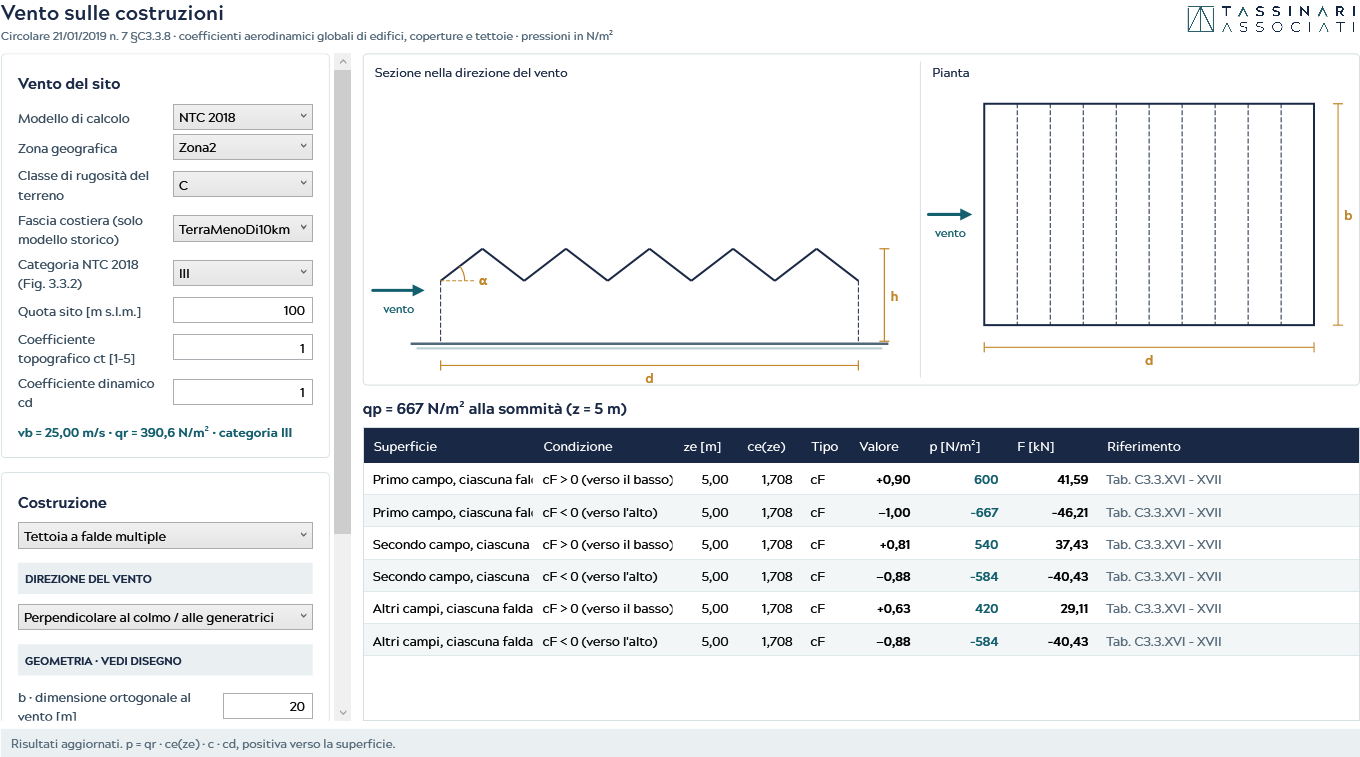 Vento sulle costruzioni
Circolare 21/01/2019 n. 7 §C3.3.8 · coefficienti aerodinamici globali di edifici, coperture e tettoie · pressioni in N/m²
TASSINARI
ASSOCIATI
Vento del sito
Modello di calcolo NTC 2018
Zona geografica Zona2
Classe di rugosità del
terreno C
Fascia costiera (solo
modello storico) TerraMenoDi10km
Categoria NTC 2018
(Fig. 3.3.2) III
Quota sito [m s.l.m.] 100
Coefficiente
topografico ct [1-5] 1
Coefficiente dinamico
cd 1
vb = 25,00 m/s · qr = 390,6 N/m² · categoria III
Costruzione
Tettoia a falde multiple
DIREZIONE DEL VENTO
Perpendicolare al colmo / alle generatrici
GEOMETRIA · VEDI DISEGNO
b · dimensione ortogonale al
vento [m] 20
Sezione nella direzione del vento
α
vento
h
d
Pianta
vento
b
d
qp = 667 N/m² alla sommità (z = 5 m)
Superficie Condizione ze [m] ce(ze) Tipo Valore p [N/m²] F [kN] Riferimento
Primo campo, ciascuna fald cF > 0 (verso il basso) 5,00 1,708 cF +0,90 600 41,59 Tab. C3.3.XVI - XVII
Primo campo, ciascuna fald cF < 0 (verso l'alto) 5,00 1,708 cF −1,00 -667 -46,21 Tab. C3.3.XVI - XVII
Secondo campo, ciascuna cF > 0 (verso il basso) 5,00 1,708 cF +0,81 540 37,43 Tab. C3.3.XVI - XVII
Secondo campo, ciascuna cF < 0 (verso l'alto) 5,00 1,708 cF −0,88 -584 -40,43 Tab. C3.3.XVI - XVII
Altri campi, ciascuna falda cF > 0 (verso il basso) 5,00 1,708 cF +0,63 420 29,11 Tab. C3.3.XVI - XVII
Altri campi, ciascuna falda cF < 0 (verso l'alto) 5,00 1,708 cF −0,88 -584 -40,43 Tab. C3.3.XVI - XVII
Risultati aggiornati. p = qr · ce(ze) · c · cd, positiva verso la superficie.